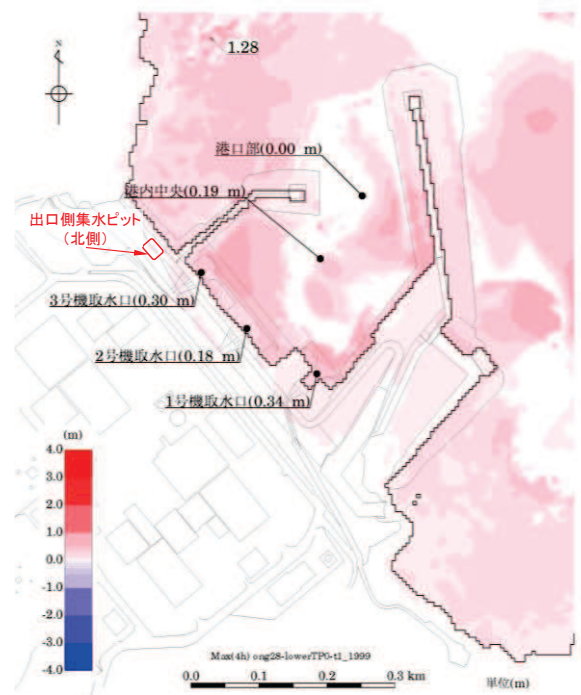 1.28
N
港口部(0.00 m)
港内中央(0.19 m)
出口側集水ピット
(北側)
3号機取水口(0.30 m)
2号機取水口(0.18 m)
1号機取水口(0.34 m)
(m)
4.0
3.0
2.0
1.0
0.0
-1.0
-2.0
-3.0
-4.0
Max(4h) ong28-lowerTP0-t1_1999
0.0 0.1 0.2 0.3 km
単位(m)